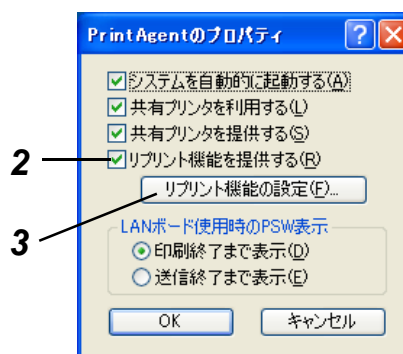 PrintAgentのプロパティ
システムを自動的に起動する(A)
共有プリンタを利用する(L)
共有プリンタを提供する(S)
2
リプリント機能を提供する(R)
リプリント機能の設定(F)...
3
LANボード使用時のPSW表示
印刷終了まで表示(D)
送信終了まで表示(E)
OK キャンセル